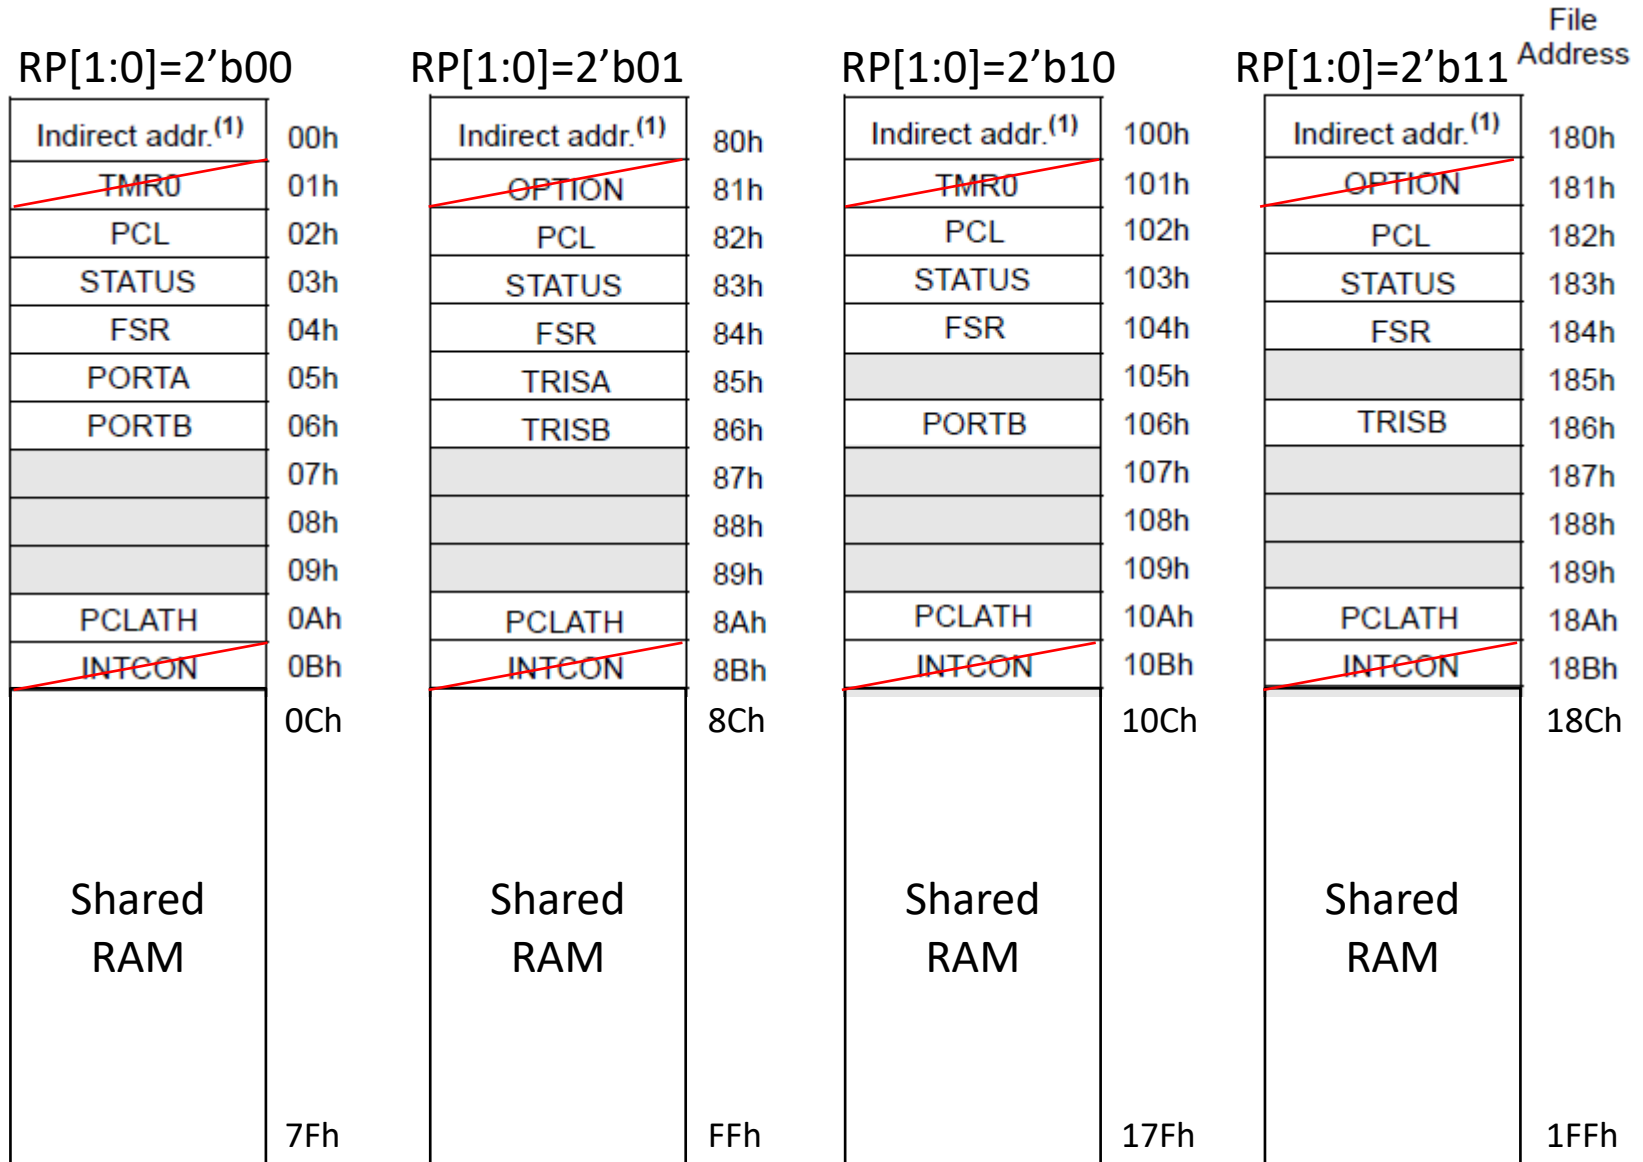 File
Address
RP[1:0]=2'b00 RP[1:0]=2'b01 RP[1:0]=2'b10 RP[1:0]=2'b11
Indirect addr.(1) 00h Indirect addr.(1) 80h Indirect addr.(1) 100h Indirect addr.(1) 180h
TMR0 01h OPTION 81h TMR0 101h OPTION 181h
PCL 02h PCL 82h PCL 102h PCL 182h
STATUS 03h STATUS 83h STATUS 103h STATUS 183h
FSR 04h FSR 84h FSR 104h FSR 184h
PORTA 05h TRISA 85h 105h 185h
PORTB 06h TRISB 86h PORTB 106h TRISB 186h
07h 87h 107h 187h
08h 88h 108h 188h
09h 89h 109h 189h
PCLATH 0Ah PCLATH 8Ah PCLATH 10Ah PCLATH 18Ah
INTCON 0Bh INTCON 8Bh INTCON 10Bh INTCON 18Bh
0Ch 8Ch 10Ch 18Ch
Shared Shared Shared Shared
RAM RAM RAM RAM
7Fh FFh 17Fh 1FFh